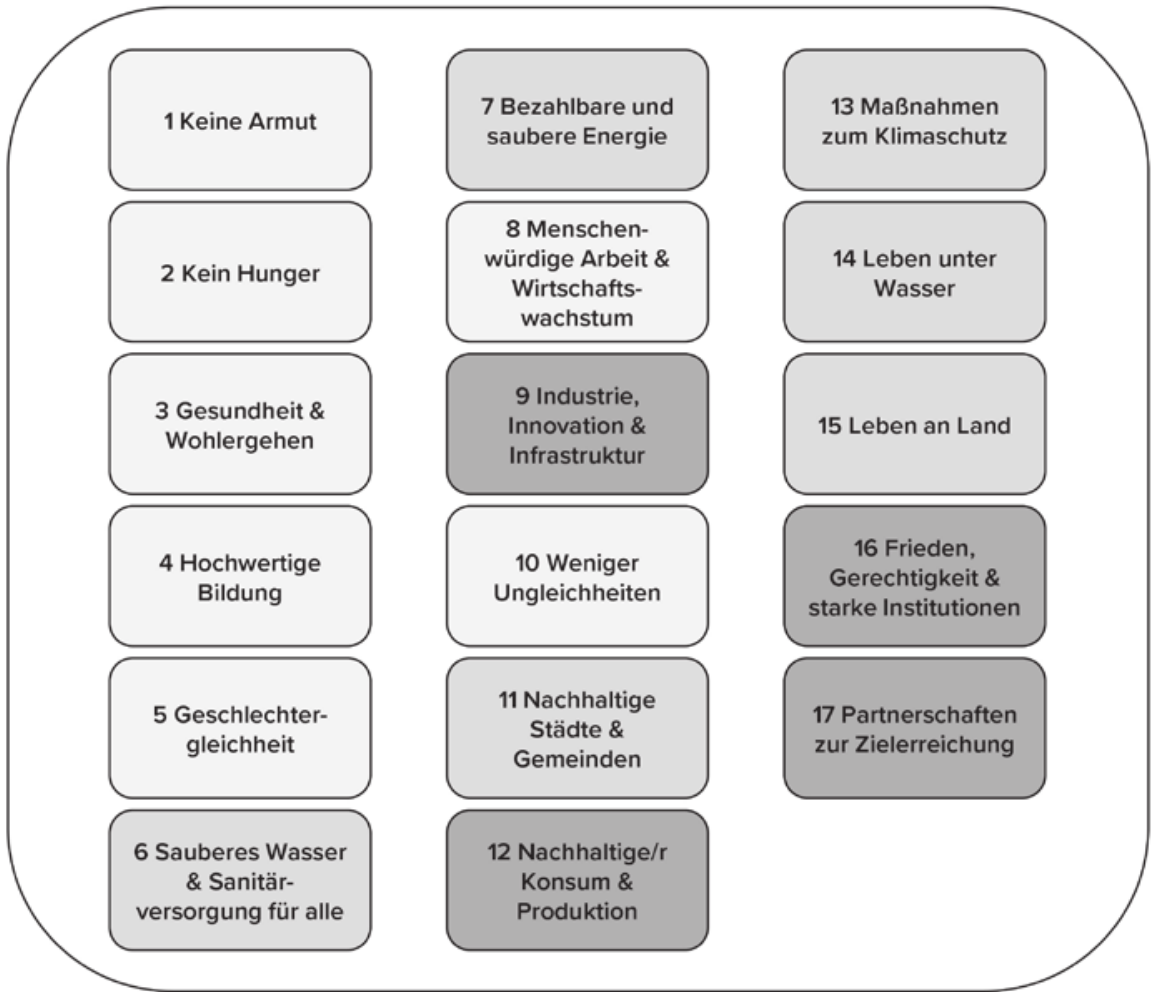 1 Keine Armut
2 Kein Hunger
3 Gesundheit &
Wohlergehen
4 Hochwertige
Bildung
5 Geschlechter-
gleichheit
6 Sauberes Wasser
& Sanitär-
versorgung für alle
7 Bezahlbare und
saubere Energie
8 Menschen-
würdige Arbeit &
Wirtschafts-
wachstum
9 Industrie,
Innovation &
Infrastruktur
10 Weniger
Ungleichheiten
11 Nachhaltige
Städte &
Gemeinden
12 Nachhaltige/r
Konsum &
Produktion
13 Maßnahmen
zum Klimaschutz
14 Leben unter
Wasser
15 Leben an Land
16 Frieden,
Gerechtigkeit &
starke Institutionen
17 Partnerschaften
zur Zielerreichung